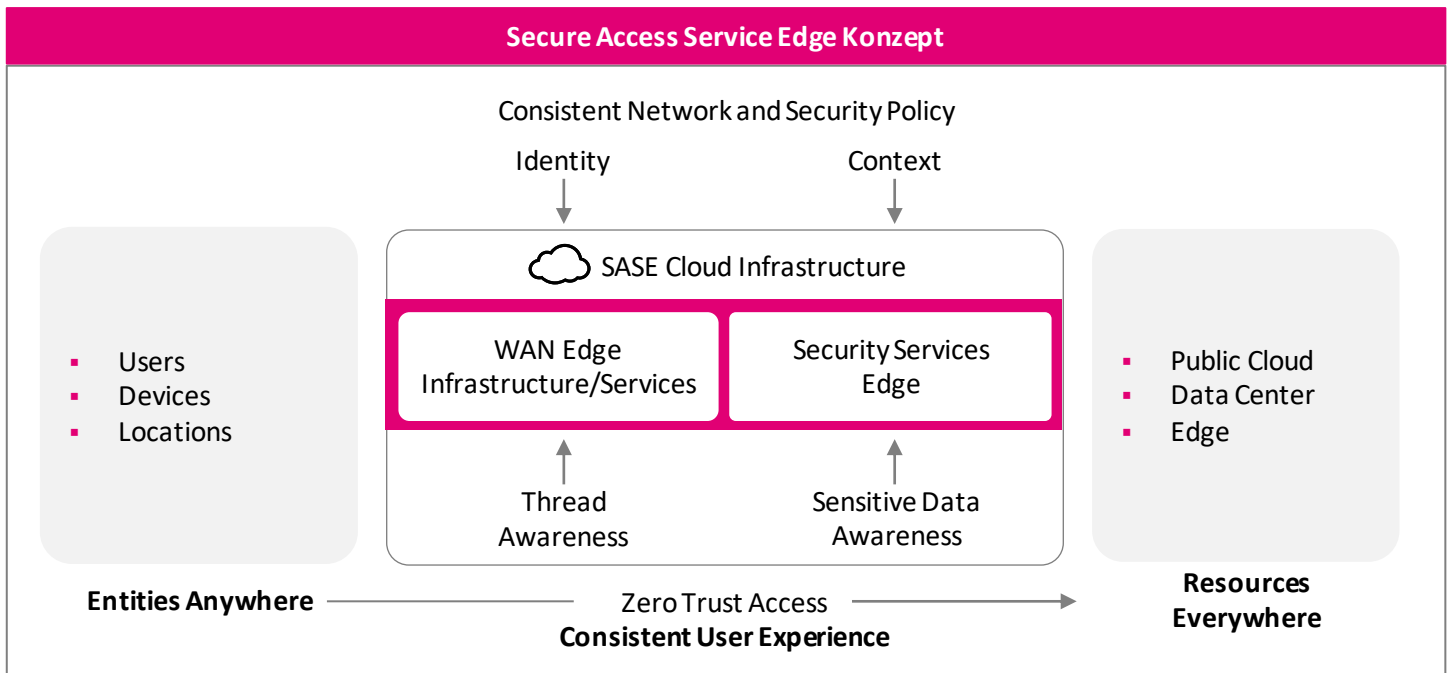 Secure Access Service Edge Konzept
Consistent Network and Security Policy
Identity
Context
SASE Cloud Infrastructure
Users
Devices
Locations
WAN Edge
Infrastructure/Services
Security Services
Edge
Public Cloud
Data Center
Edge
Thread
Awareness
Sensitive Data
Awareness
Entities Anywhere
Zero Trust Access
Consistent User Experience
Resources
Everywhere